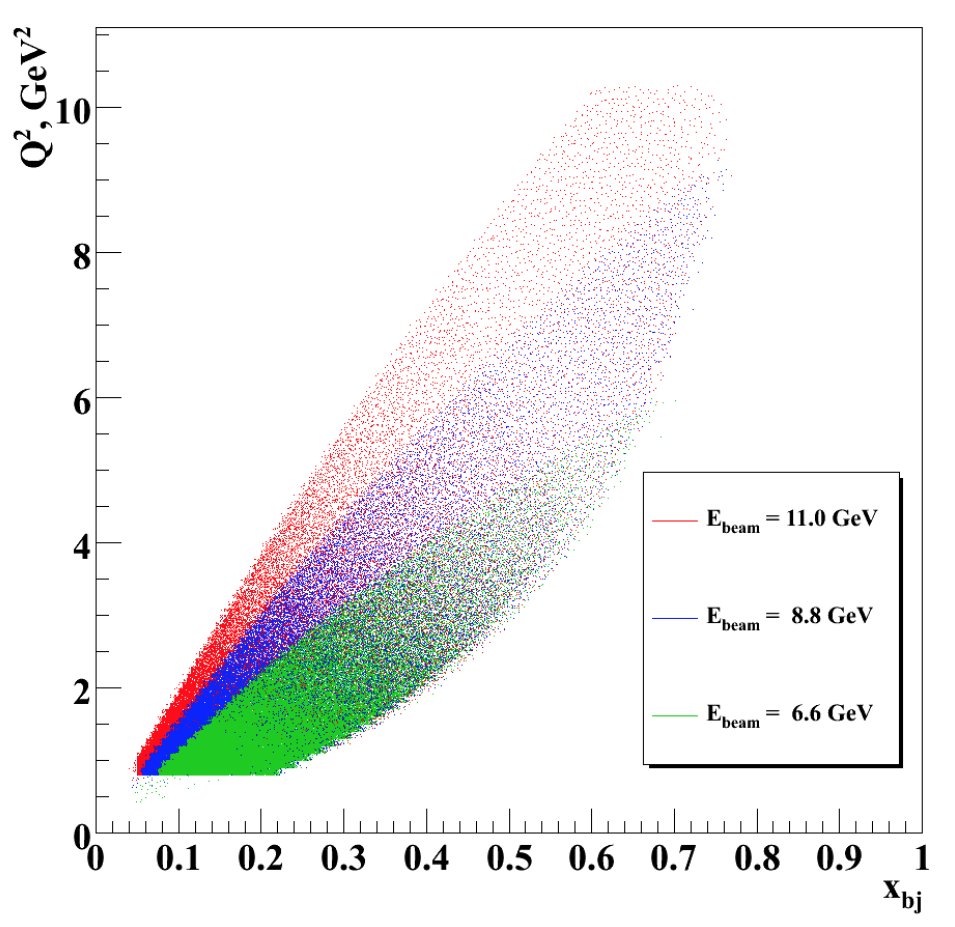 Q², GeV²
10
8
6
4
2
0
E_beam = 11.0 GeV
E_beam = 8.8 GeV
E_beam = 6.6 GeV
0 0.1 0.2 0.3 0.4 0.5 0.6 0.7 0.8 0.9 1
x_bj